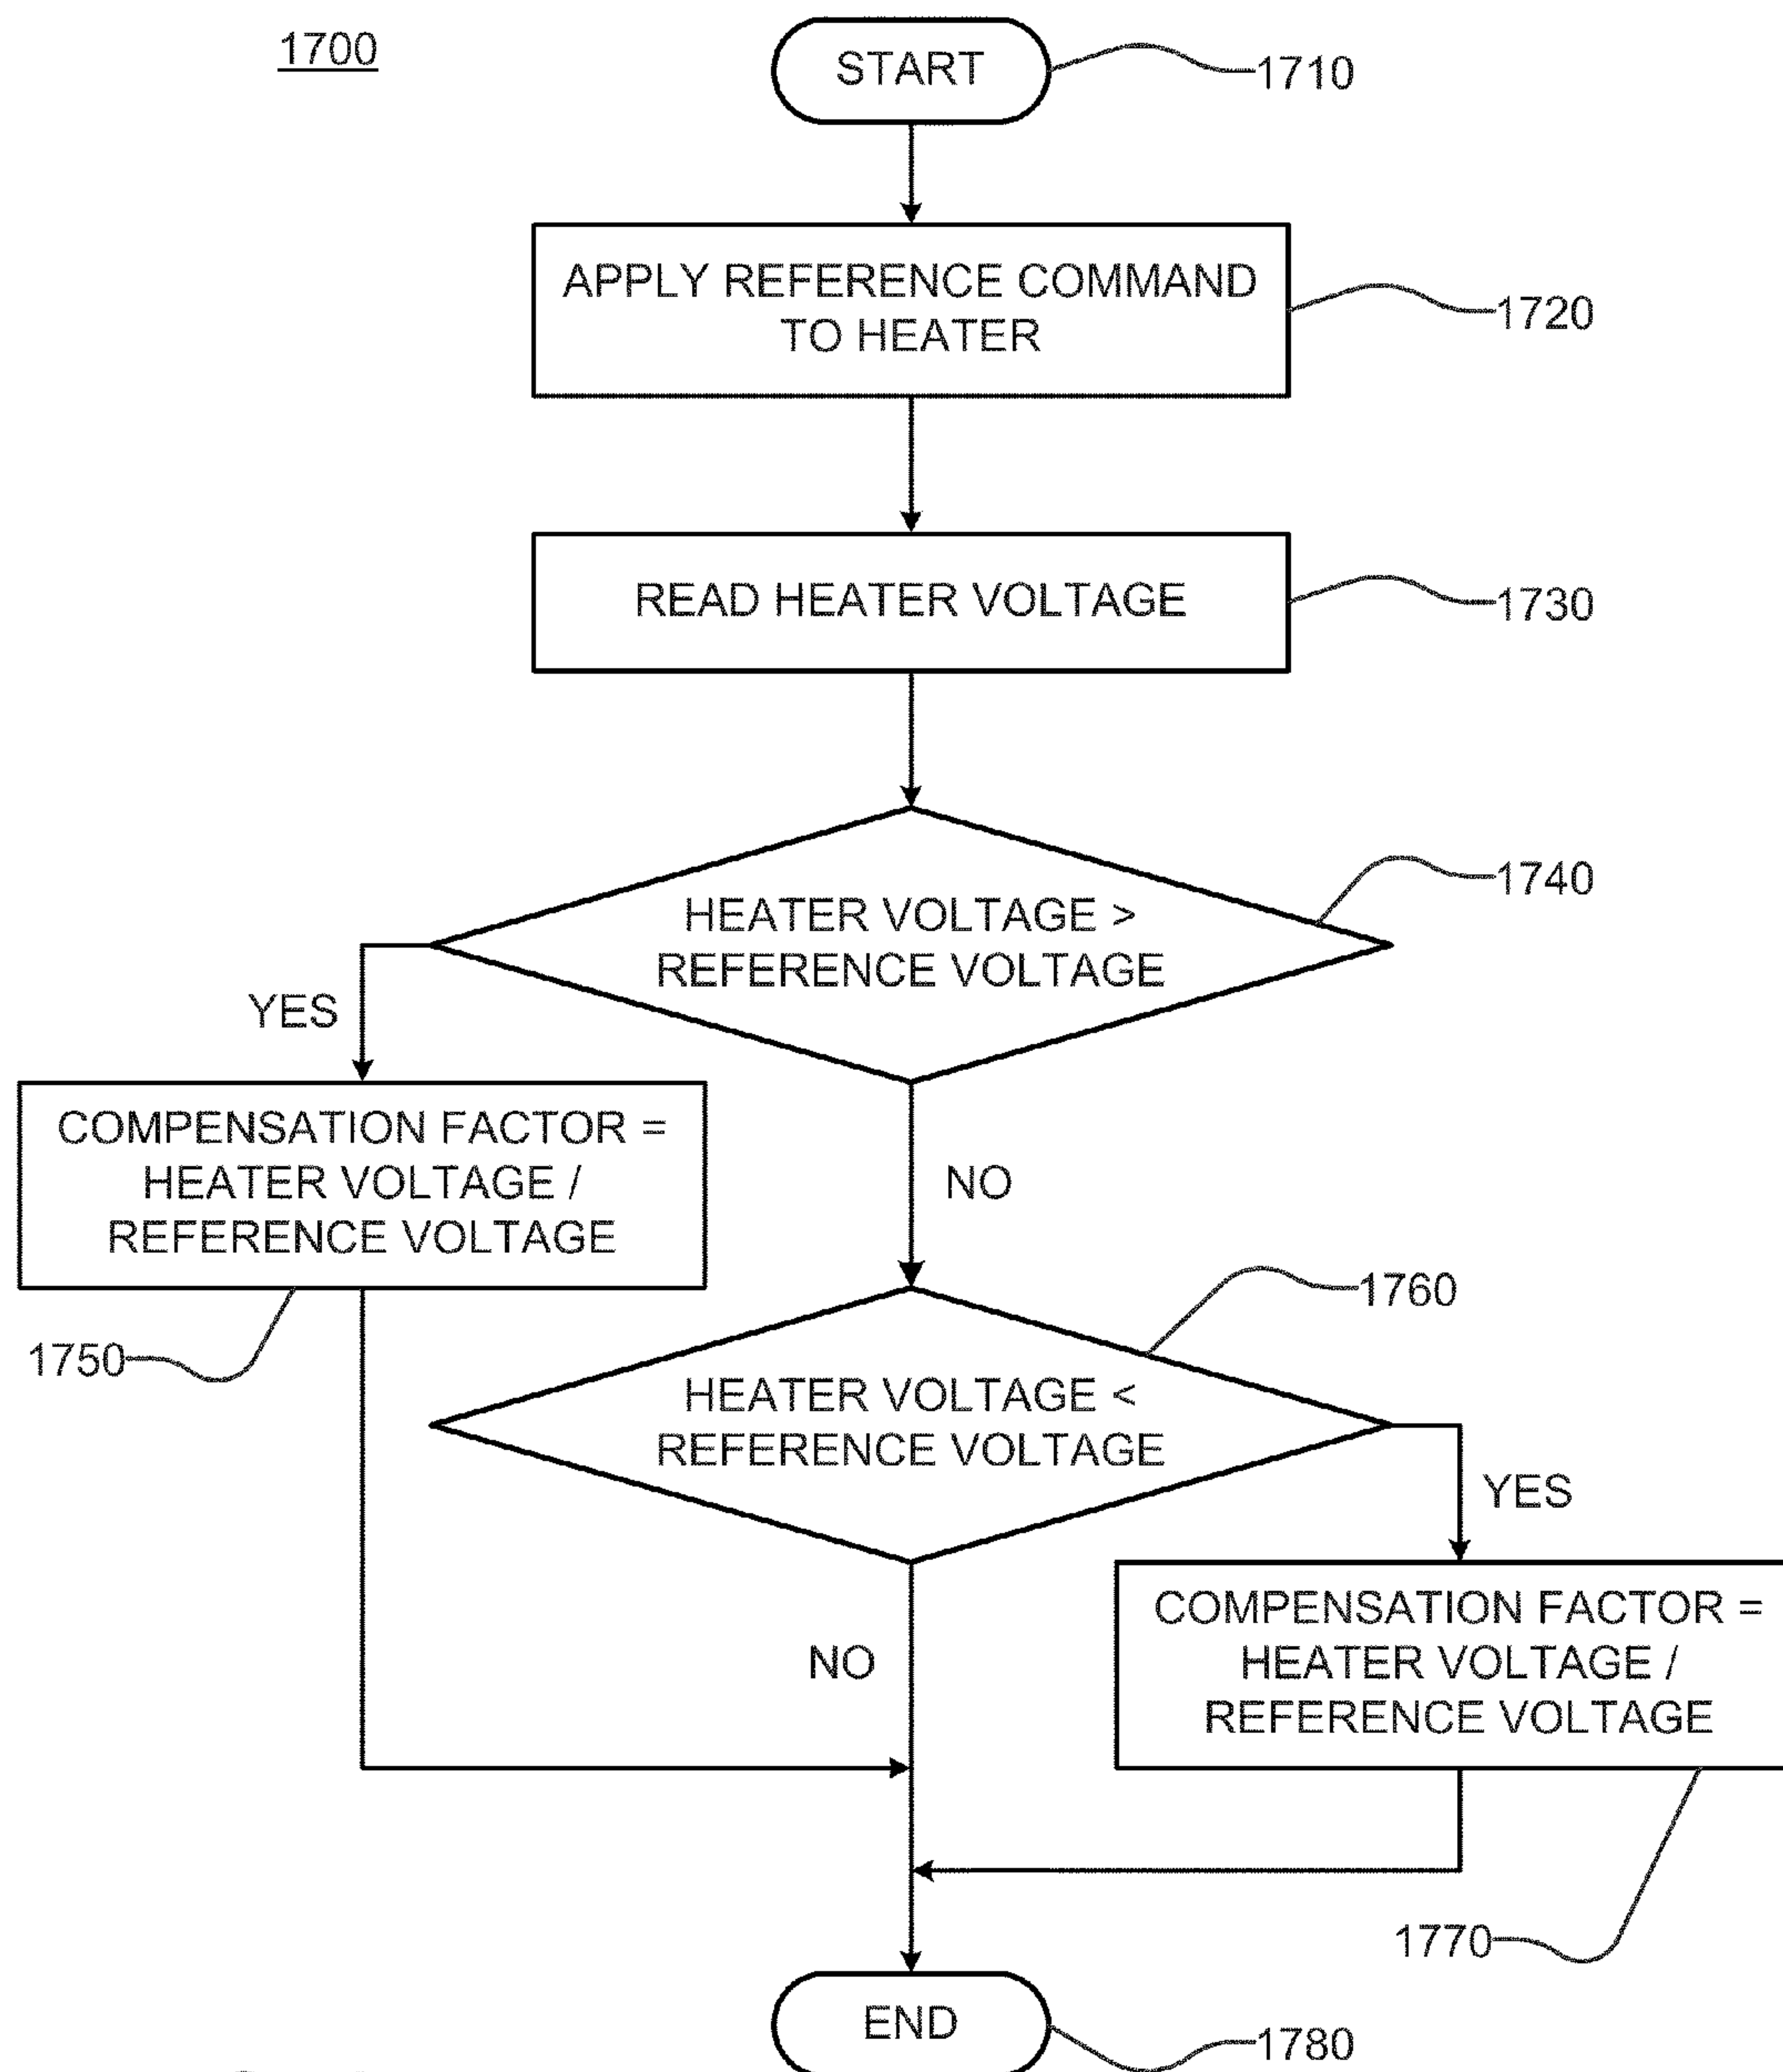 1700
START
1710
APPLY REFERENCE COMMAND
TO HEATER
1720
READ HEATER VOLTAGE
1730
1740
HEATER VOLTAGE >
REFERENCE VOLTAGE
YES
COMPENSATION FACTOR =
HEATER VOLTAGE /
REFERENCE VOLTAGE
NO
1750
1760
HEATER VOLTAGE <
REFERENCE VOLTAGE
YES
NO
COMPENSATION FACTOR =
HEATER VOLTAGE /
REFERENCE VOLTAGE
1770
END
1780